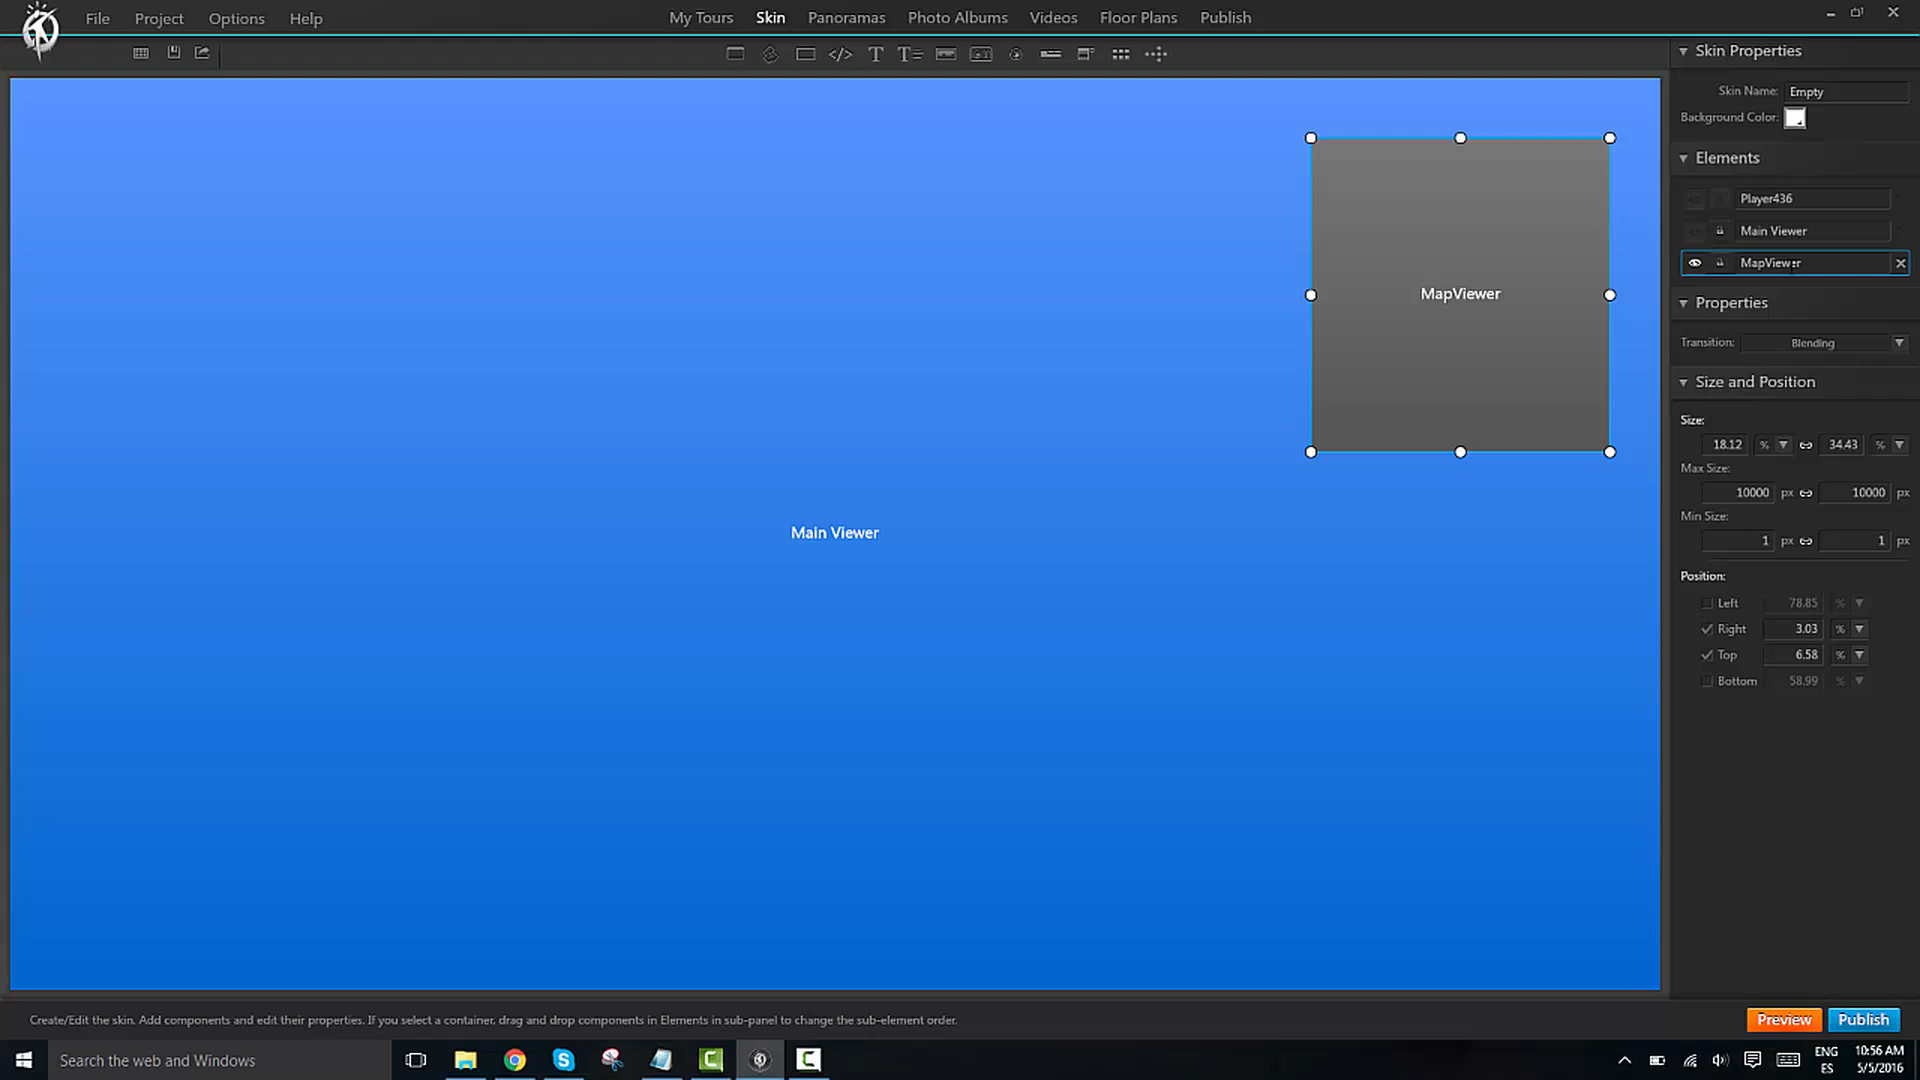 File Project Options Help
My Tours Skin Panoramas Photo Albums Videos Floor Plans Publish
Skin Properties
Skin Name: Empty
Background Color:
Elements
Player436
Main Viewer
MapViewer
Properties
Transition: Blending
Size and Position
Size:
18.12 % 34.43 %
Max Size:
10000 px 10000 px
Min Size:
1 px 1 px
Position:
Left 78.85 %
Right 3.03 %
Top 6.58 %
Bottom 58.99 %
MapViewer
Main Viewer
Create/Edit the skin. Add components and edit their properties. If you select a container, drag and drop components in Elements in sub-panel to change the sub-element order.
Preview Publish
Search the web and Windows
ENG
ES
10:56 AM
5/5/2016